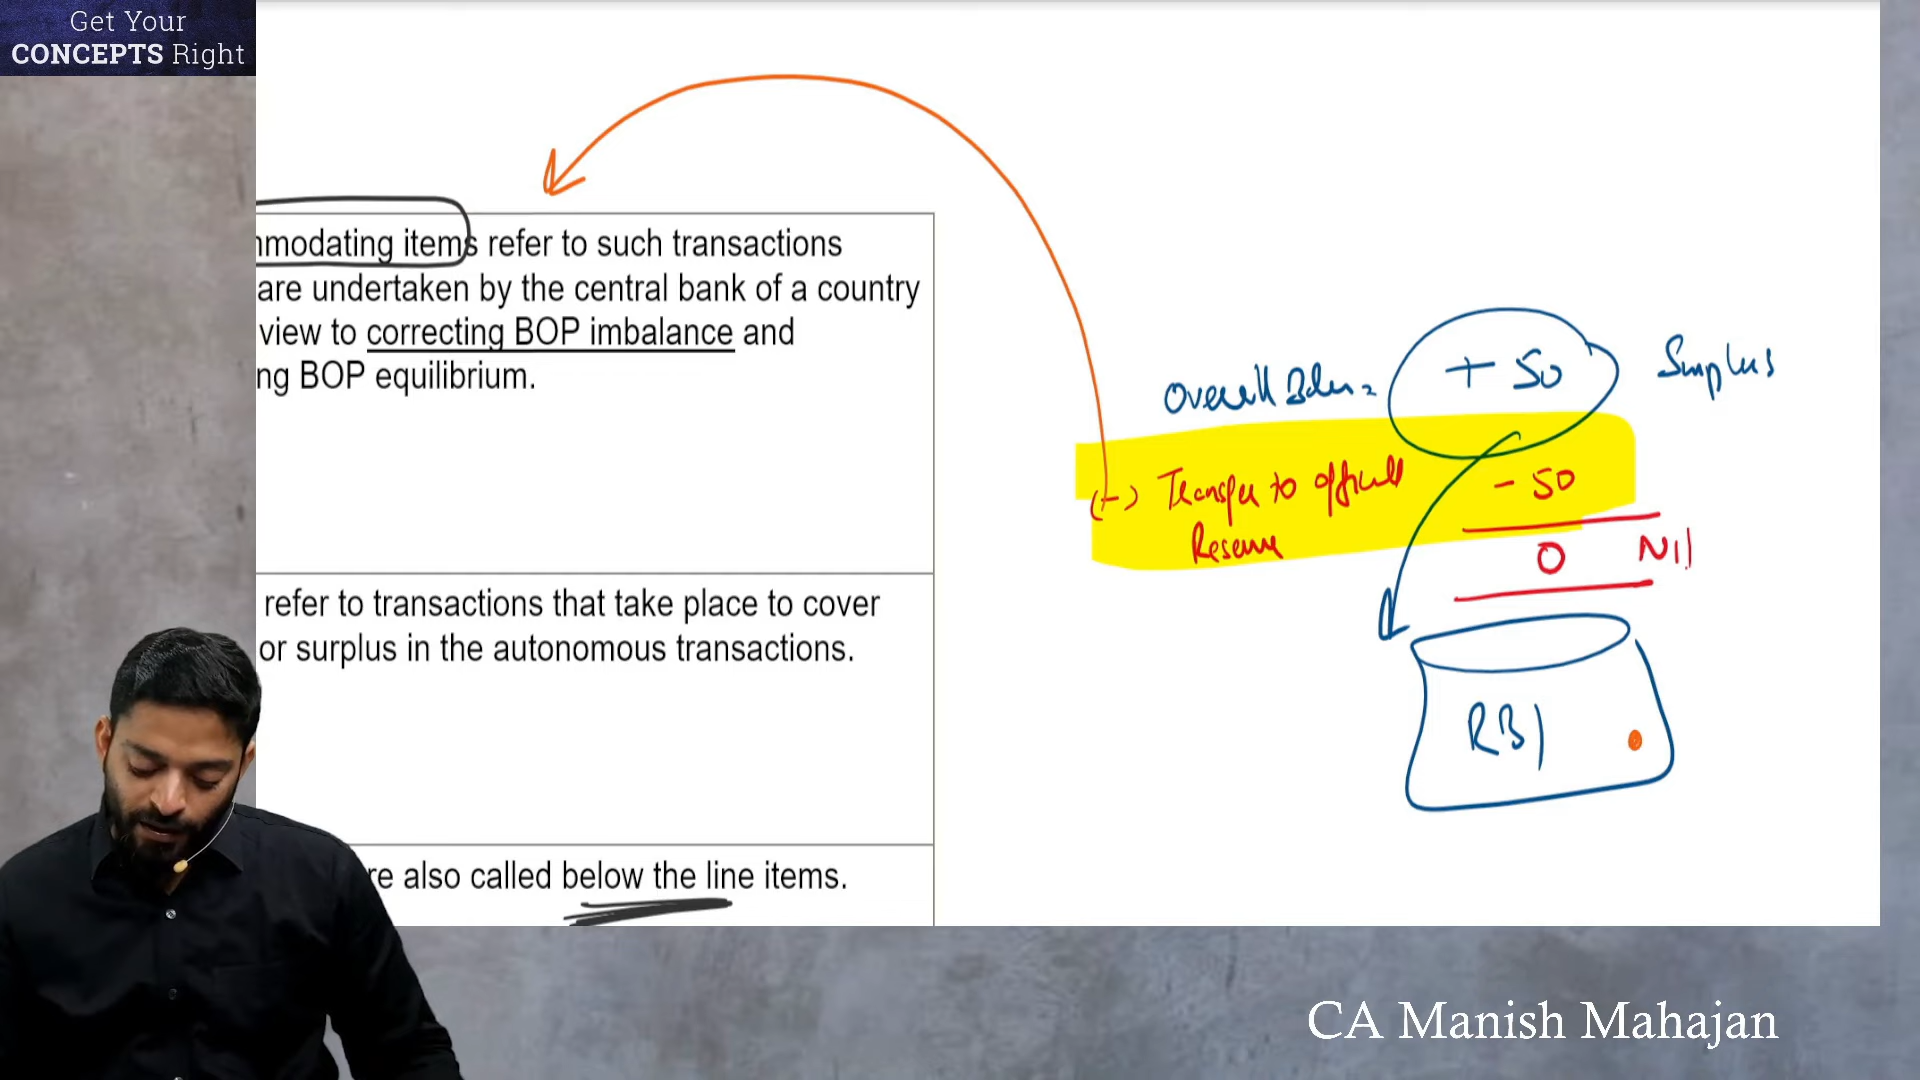 Get Your
CONCEPTS Right
mmodating items refer to such transactions
are undertaken by the central bank of a country
view to correcting BOP imbalance and
ng BOP equilibrium.
refer to transactions that take place to cover
or surplus in the autonomous transactions.
re also called below the line items.
Overall + 50 Surplus
(-) Transfer to official - 50
Reserve
0 Nil
RBI
CA Manish Mahajan